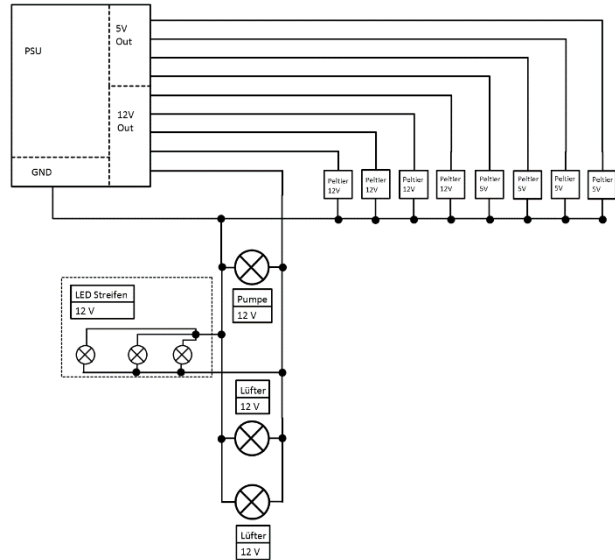 PSU
5V
Out
12V
Out
GND
Peltier
12V
Peltier
12V
Peltier
12V
Peltier
12V
Peltier
5V
Peltier
5V
Peltier
5V
Peltier
5V
LED Streifen
12 V
Pumpe
12 V
Lüfter
12 V
Lüfter
12 V